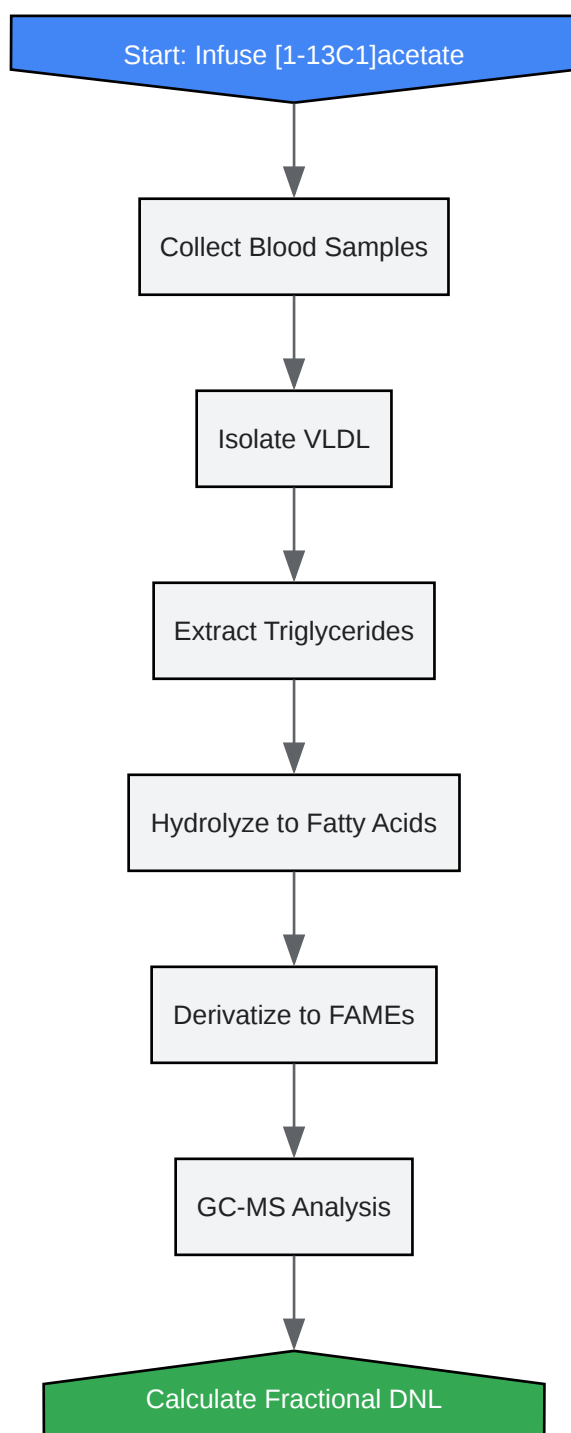 Start: Infuse [1-13C1]acetate
Collect Blood Samples
Isolate VLDL
Extract Triglycerides
Hydrolyze to Fatty Acids
Derivatize to FAMEs
GC-MS Analysis
Calculate Fractional DNL